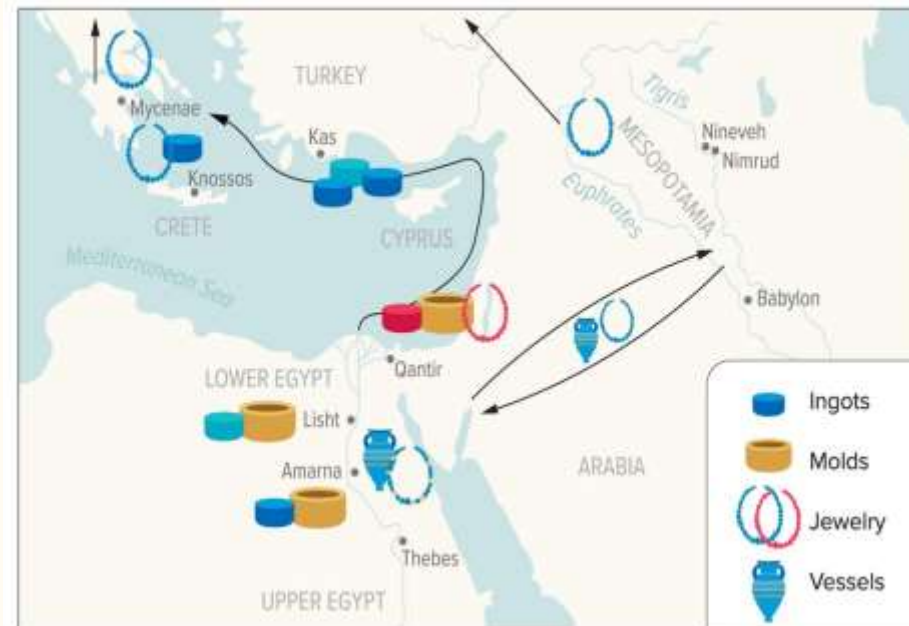 TURKEY
Mycenae
Kas
Knossos
CRETE
CYPRUS
Mediterranean Sea
Tigris
Nineveh
Nimrud
MESOPOTAMIA
Euphrates
Babylon
Qantir
LOWER EGYPT
Lisht
Amarna
ARABIA
Thebes
UPPER EGYPT
Ingots
Molds
Jewelry
Vessels